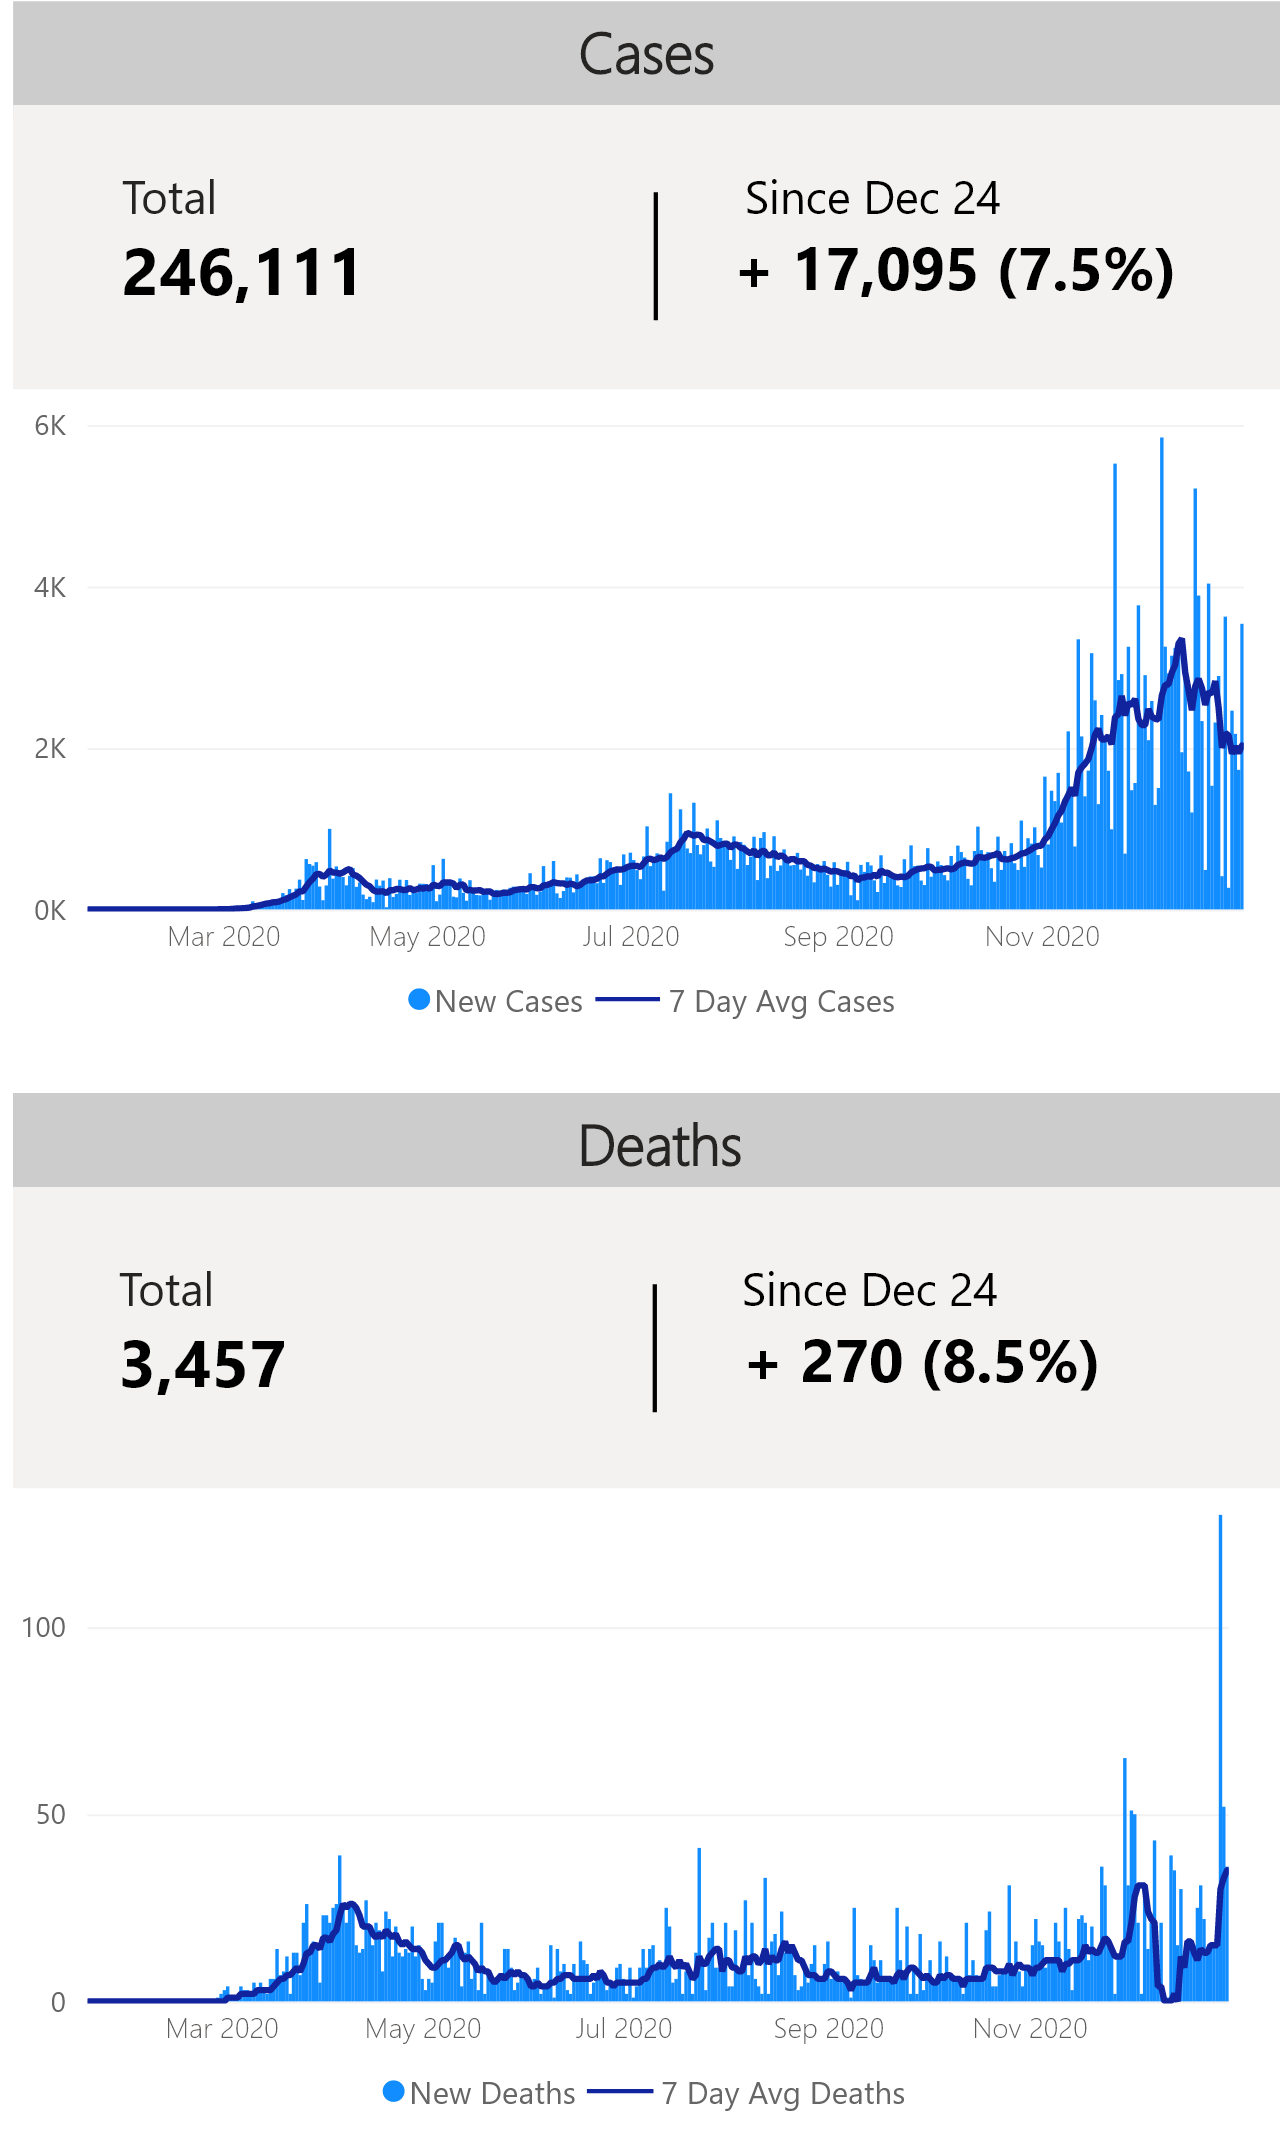 Cases
Total
Since Dec 24
246,111
+ 17,095 (7.5%)
6K
4K
2K
0K
Mar 2020
May 2020
Jul 2020
Sep 2020
Nov 2020
New Cases
7 Day Avg Cases
Deaths
Total
Since Dec 24
3,457
+ 270 (8.5%)
100
50
0
Mar 2020
May 2020
Jul 2020
Sep 2020
Nov 2020
New Deaths
7 Day Avg Deaths